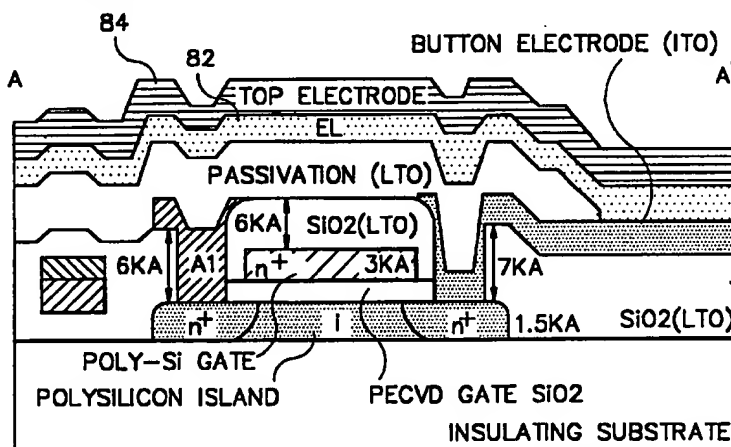 84
82
BUTTON ELECTRODE (ITO)
A
A'
TOP ELECTRODE
EL
PASSIVATION (LTO)
6KA
SiO2(LTO)
6KA
A1
n+
3KA
7KA
n+
i
n+
1.5KA
SiO2(LTO)
POLY-Si GATE
POLYSILICON ISLAND
PECVD GATE SiO2
INSULATING SUBSTRATE